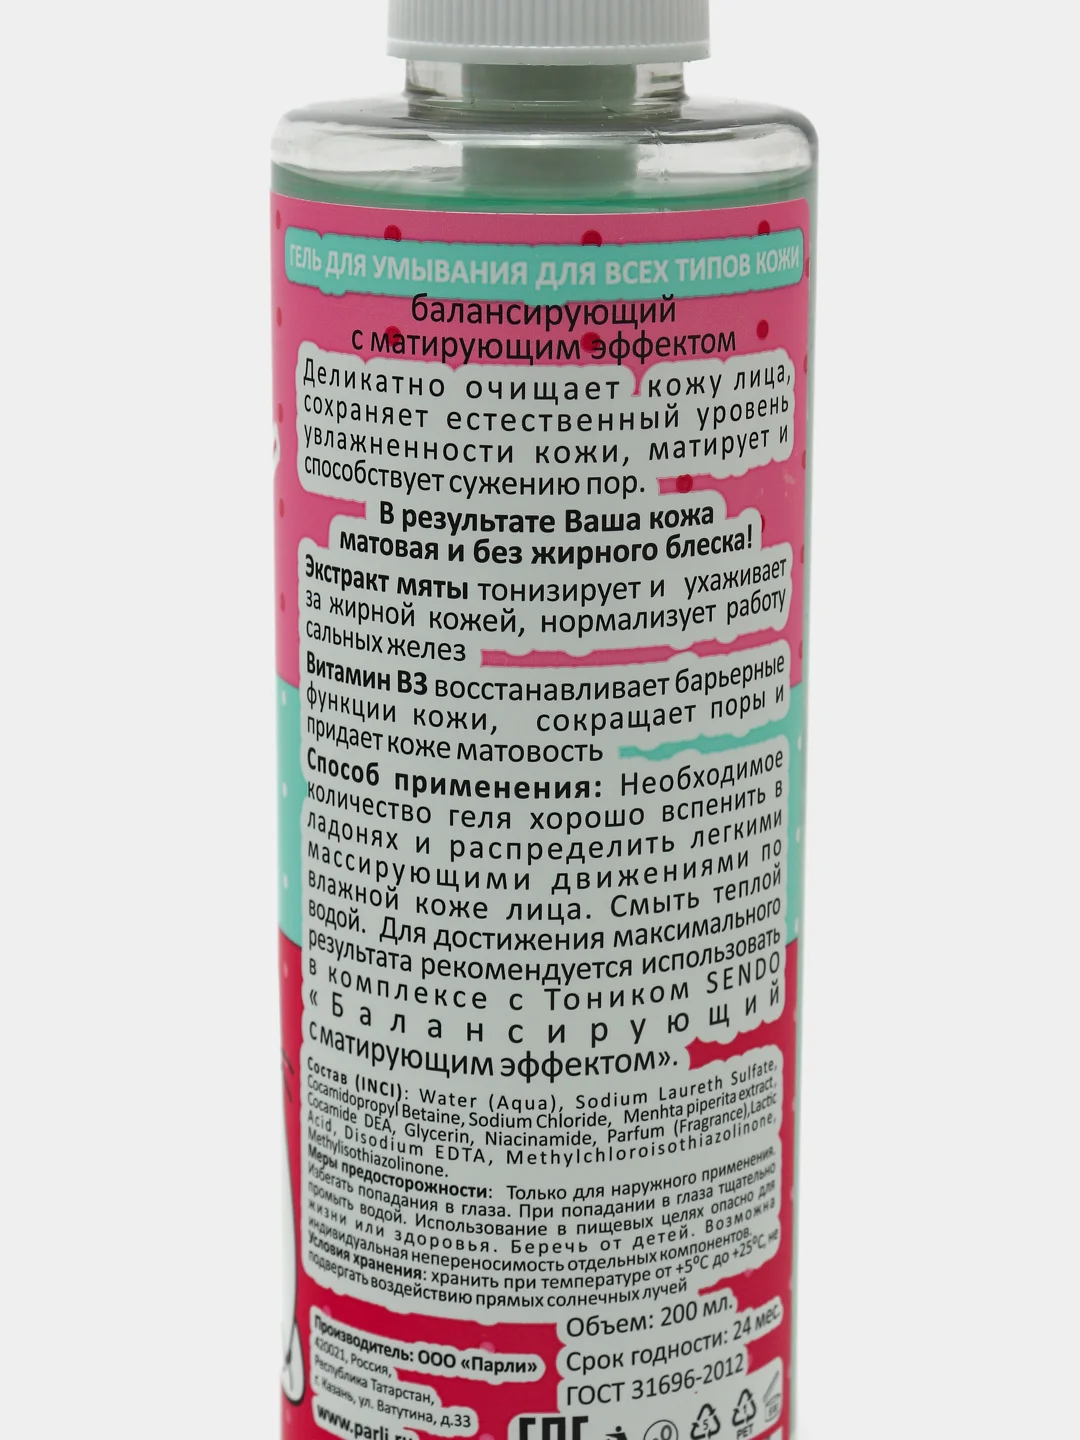 ГЕЛЬ ДЛЯ УМЫВАНИЯ ДЛЯ ВСЕХ ТИПОВ КОЖИ
балансирующий
с матирующим эффектом
Деликатно очищает кожу лица,
сохраняет естественный уровень
увлажненности кожи, матирует и
способствует сужению пор.
В результате Ваша кожа
матовая и без жирного блеска!
Экстракт мяты тонизирует и ухаживает
за жирной кожей, нормализует работу
сальных желез
Витамин В3 восстанавливает барьерные
функции кожи, сокращает поры и
придает коже матовость
Способ применения: Необходимое
количество геля хорошо вспенить в
ладонях и распределить легкими
массирующими движениями по
влажной коже лица. Смыть теплой
водой. Для достижения максимального
результата рекомендуется использовать
в комплексе с Тоником SENDO
«Балансирующий
с матирующим эффектом».
Состав (INCI): Water (Aqua), Sodium Laureth Sulfate,
Cocamidopropyl Betaine, Sodium Chloride, Menhta piperita extract,
Cocamide DEA, Glycerin, Niacinamide, Parfum (Fragrance), Lactic
Acid, Disodium EDTA, Methylchloroisothiazolinone,
Methylisothiazolinone.
Меры предосторожности: Только для наружного применения.
Избегать попадания в глаза. При попадании в глаза тщательно
промыть водой. Использование в пищевых целях опасно для
жизни или здоровья. Беречь от детей. Возможна
индивидуальная непереносимость отдельных компонентов.
Условия хранения: хранить при температуре от +5°С до +25°С, не
подвергать воздействию прямых солнечных лучей
Объем: 200 мл.
Срок годности: 24 мес.
ГОСТ 31696-2012
Производитель: ООО «Парли»
420021, Россия,
Республика Татарстан,
г. Казань, ул. Ватутина, д.33
www.parli.ru
5
1
PET